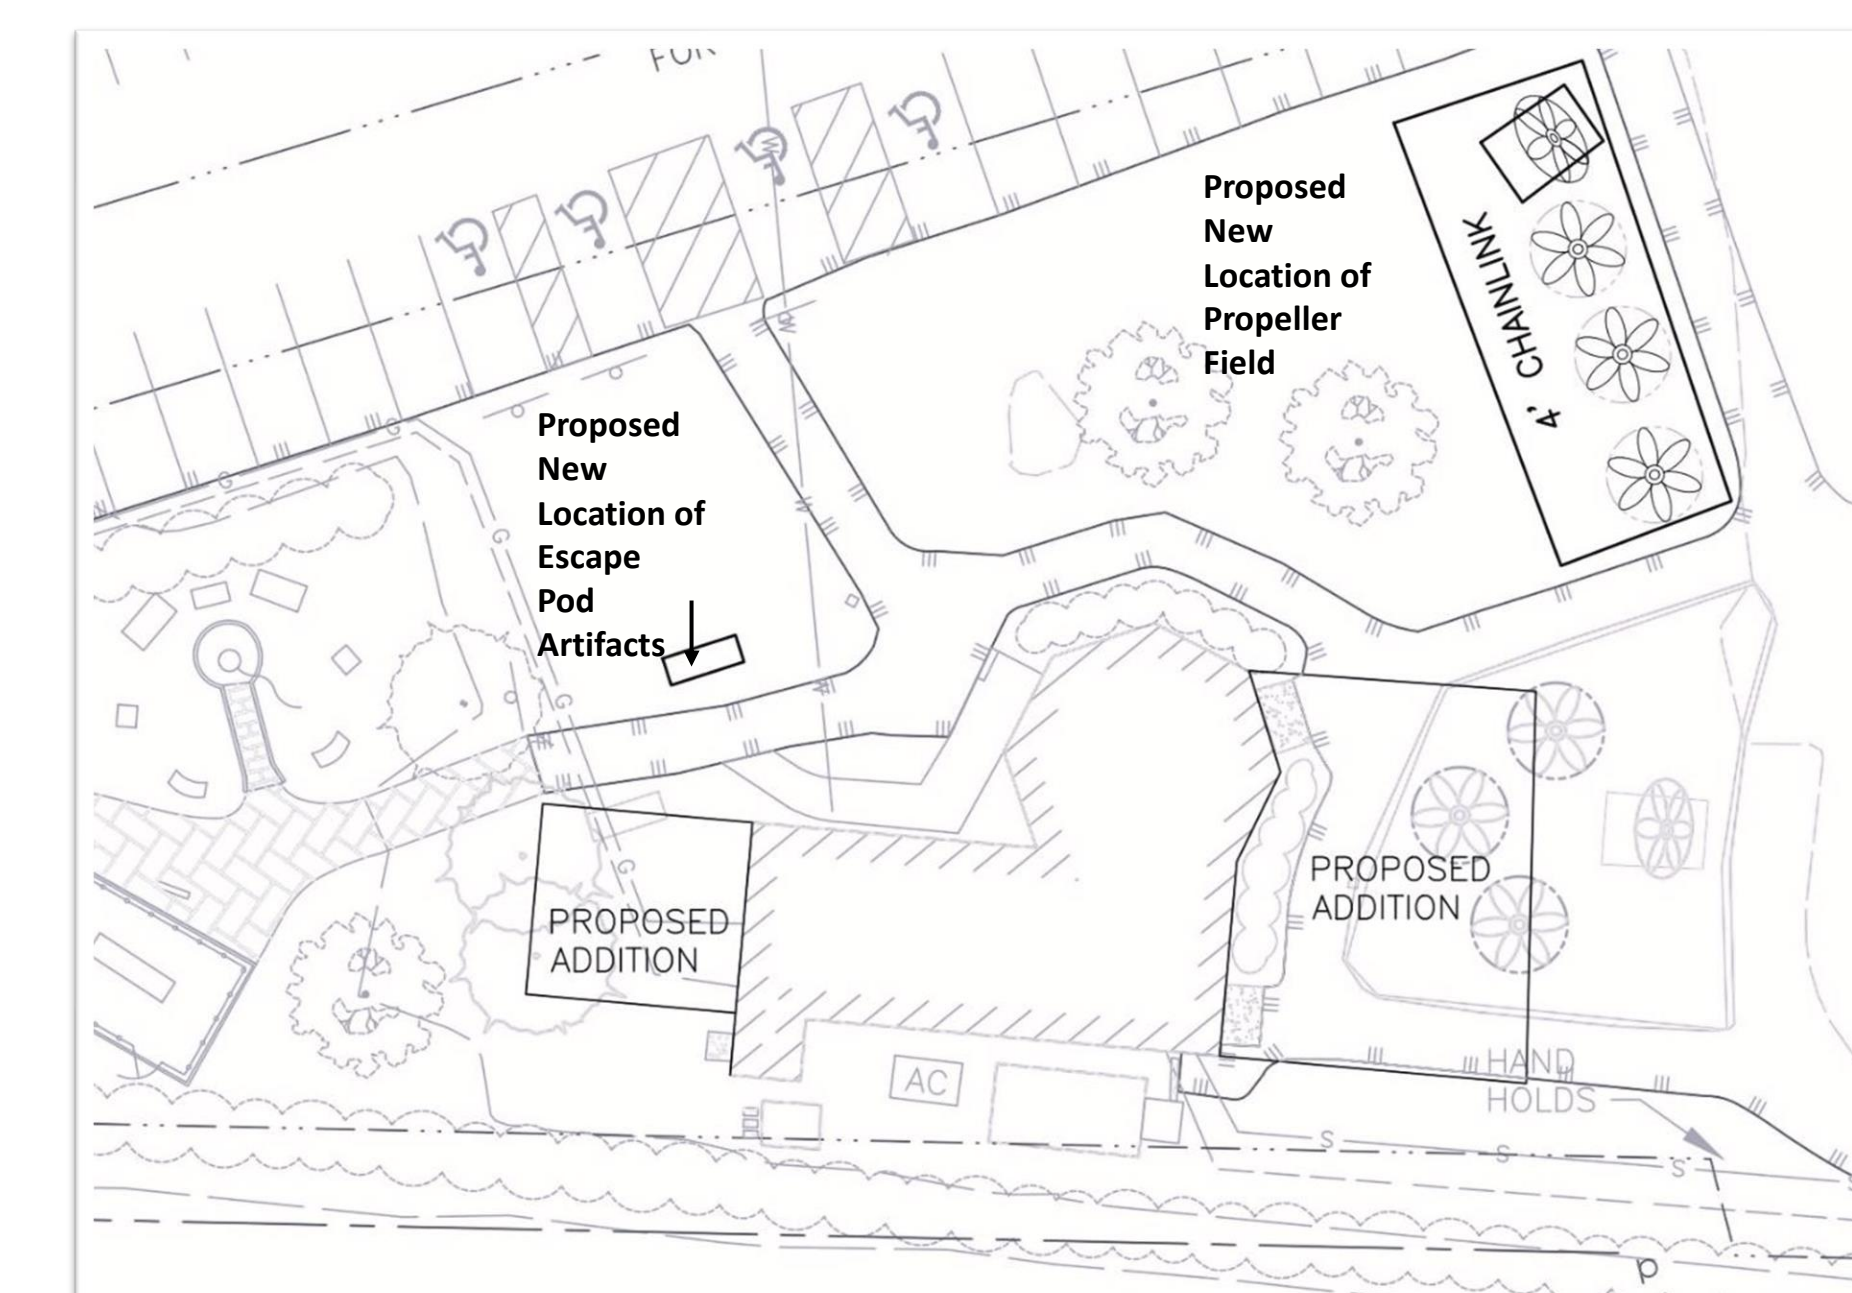 FOR
Proposed
New
Location of
Propeller
Field
4' CHAINLINK
Proposed
New
Location of
Escape
Pod
Artifacts
W
W
W
W
W
G
G
G
G
G
PROPOSED
ADDITION
PROPOSED
ADDITION
AC
HAND
HOLDS
S
S
S
S
P